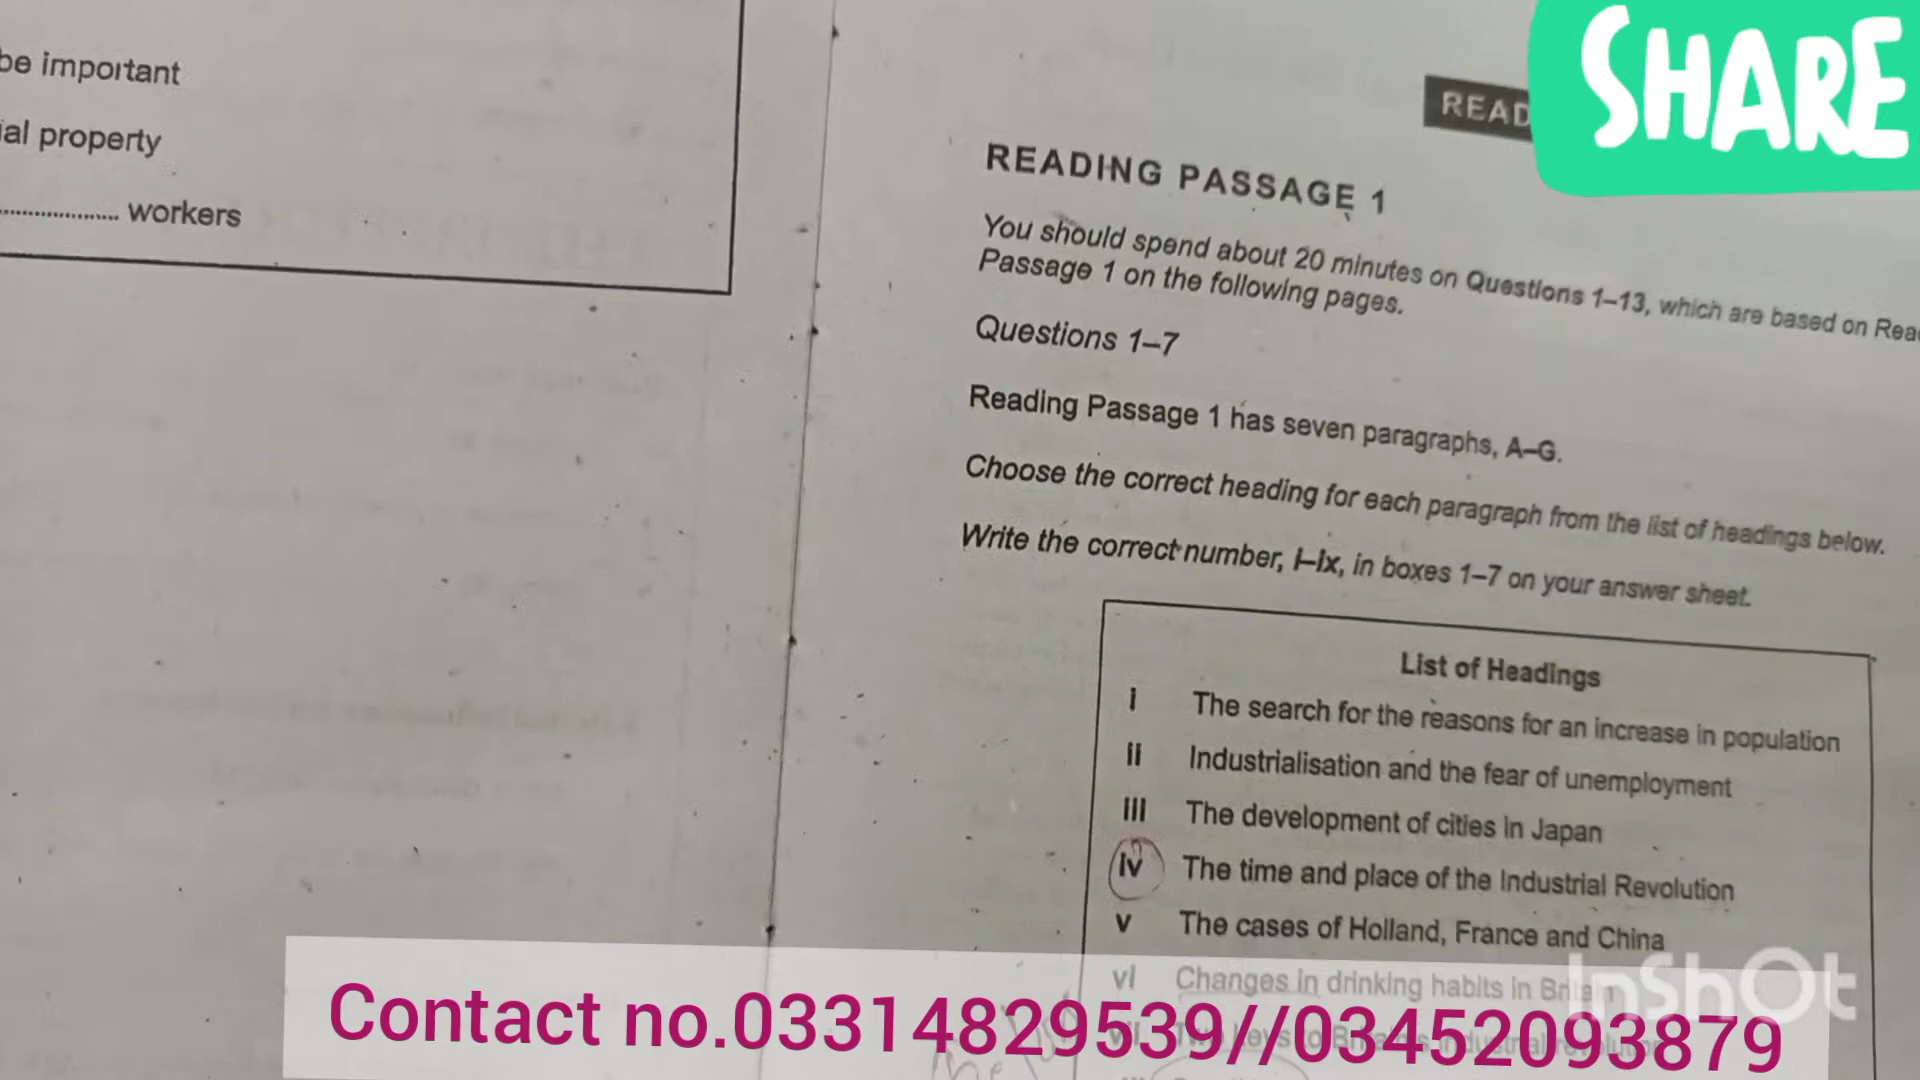 be important
ial property
.................... workers
READ
SHARE
READING PASSAGE 1
You should spend about 20 minutes on Questions 1–13, which are based on Rea
Passage 1 on the following pages.
Questions 1–7
Reading Passage 1 has seven paragraphs, A–G.
Choose the correct heading for each paragraph from the list of headings below.
Write the correct number, i–ix, in boxes 1–7 on your answer sheet.
List of Headings
i The search for the reasons for an increase in population
ii Industrialisation and the fear of unemployment
iii The development of cities in Japan
iv The time and place of the Industrial Revolution
v The cases of Holland, France and China
vi Changes in drinking habits in Britain
InShOt
Contact no.03314829539//03452093879